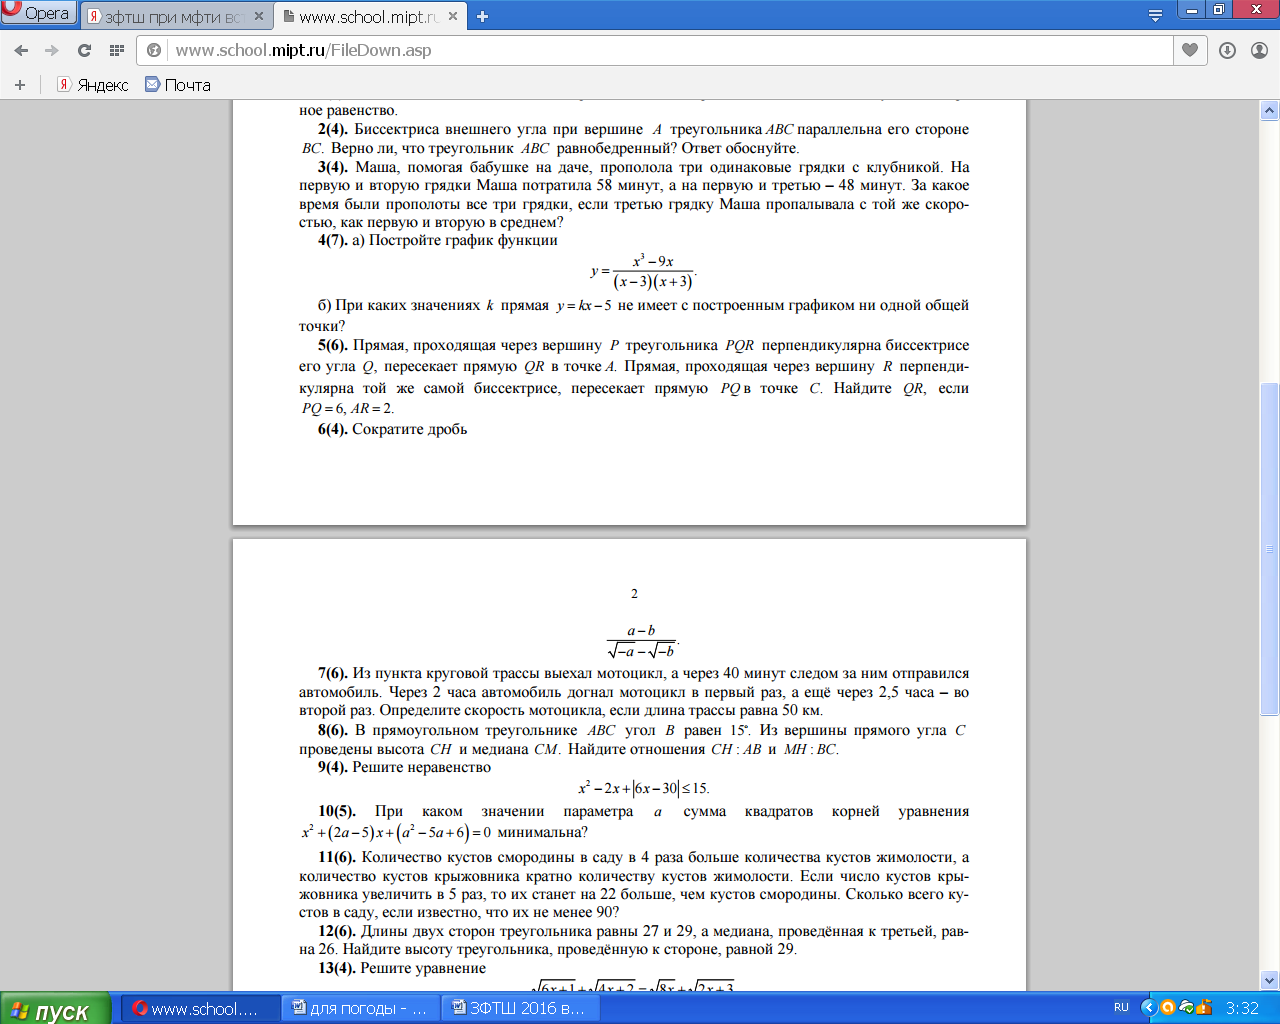 Opera
зфтш при мфти вст
www.school.mipt.ru
www.school.mipt.ru/FileDown.asp
Яндекс
Почта
ное равенство.
2(4). Биссектриса внешнего угла при вершине A треугольника ABC параллельна его стороне
BC. Верно ли, что треугольник ABC равнобедренный? Ответ обоснуйте.
3(4). Маша, помогая бабушке на даче, прополола три одинаковые грядки с клубникой. На
первую и вторую грядки Маша потратила 58 минут, а на первую и третью – 48 минут. За какое
время были прополоты все три грядки, если третью грядку Маша пропалывала с той же скоро-
стью, как первую и вторую в среднем?
4(7). а) Постройте график функции
y = (x³ − 9x) / ((x − 3)(x + 3)).
б) При каких значениях k прямая y = kx − 5 не имеет с построенным графиком ни одной общей
точки?
5(6). Прямая, проходящая через вершину P треугольника PQR перпендикулярна биссектрисе
его угла Q, пересекает прямую QR в точке A. Прямая, проходящая через вершину R перпенди-
кулярна той же самой биссектрисе, пересекает прямую PQ в точке C. Найдите QR, если
PQ = 6, AR = 2.
6(4). Сократите дробь
2
(a − b) / (√−a − √−b).
7(6). Из пункта круговой трассы выехал мотоцикл, а через 40 минут следом за ним отправился
автомобиль. Через 2 часа автомобиль догнал мотоцикл в первый раз, а ещё через 2,5 часа – во
второй раз. Определите скорость мотоцикла, если длина трассы равна 50 км.
8(6). В прямоугольном треугольнике ABC угол B равен 15°. Из вершины прямого угла C
проведены высота CH и медиана CM. Найдите отношения CH : AB и MH : BC.
9(4). Решите неравенство
x² − 2x + |6x − 30| ≤ 15.
10(5). При каком значении параметра a сумма квадратов корней уравнения
x² + (2a − 5)x + (a² − 5a + 6) = 0 минимальна?
11(6). Количество кустов смородины в саду в 4 раза больше количества кустов жимолости, а
количество кустов крыжовника кратно количеству кустов жимолости. Если число кустов кры-
жовника увеличить в 5 раз, то их станет на 22 больше, чем кустов смородины. Сколько всего ку-
стов в саду, если известно, что их не менее 90?
12(6). Длины двух сторон треугольника равны 27 и 29, а медиана, проведённая к третьей, рав-
на 26. Найдите высоту треугольника, проведённую к стороне, равной 29.
13(4). Решите уравнение
√6x + 1 + √4x + 2 = √8x + √2x + 3
пуск
www.school....
для погоды - ...
ЗФТШ 2016 в...
RU
3:32